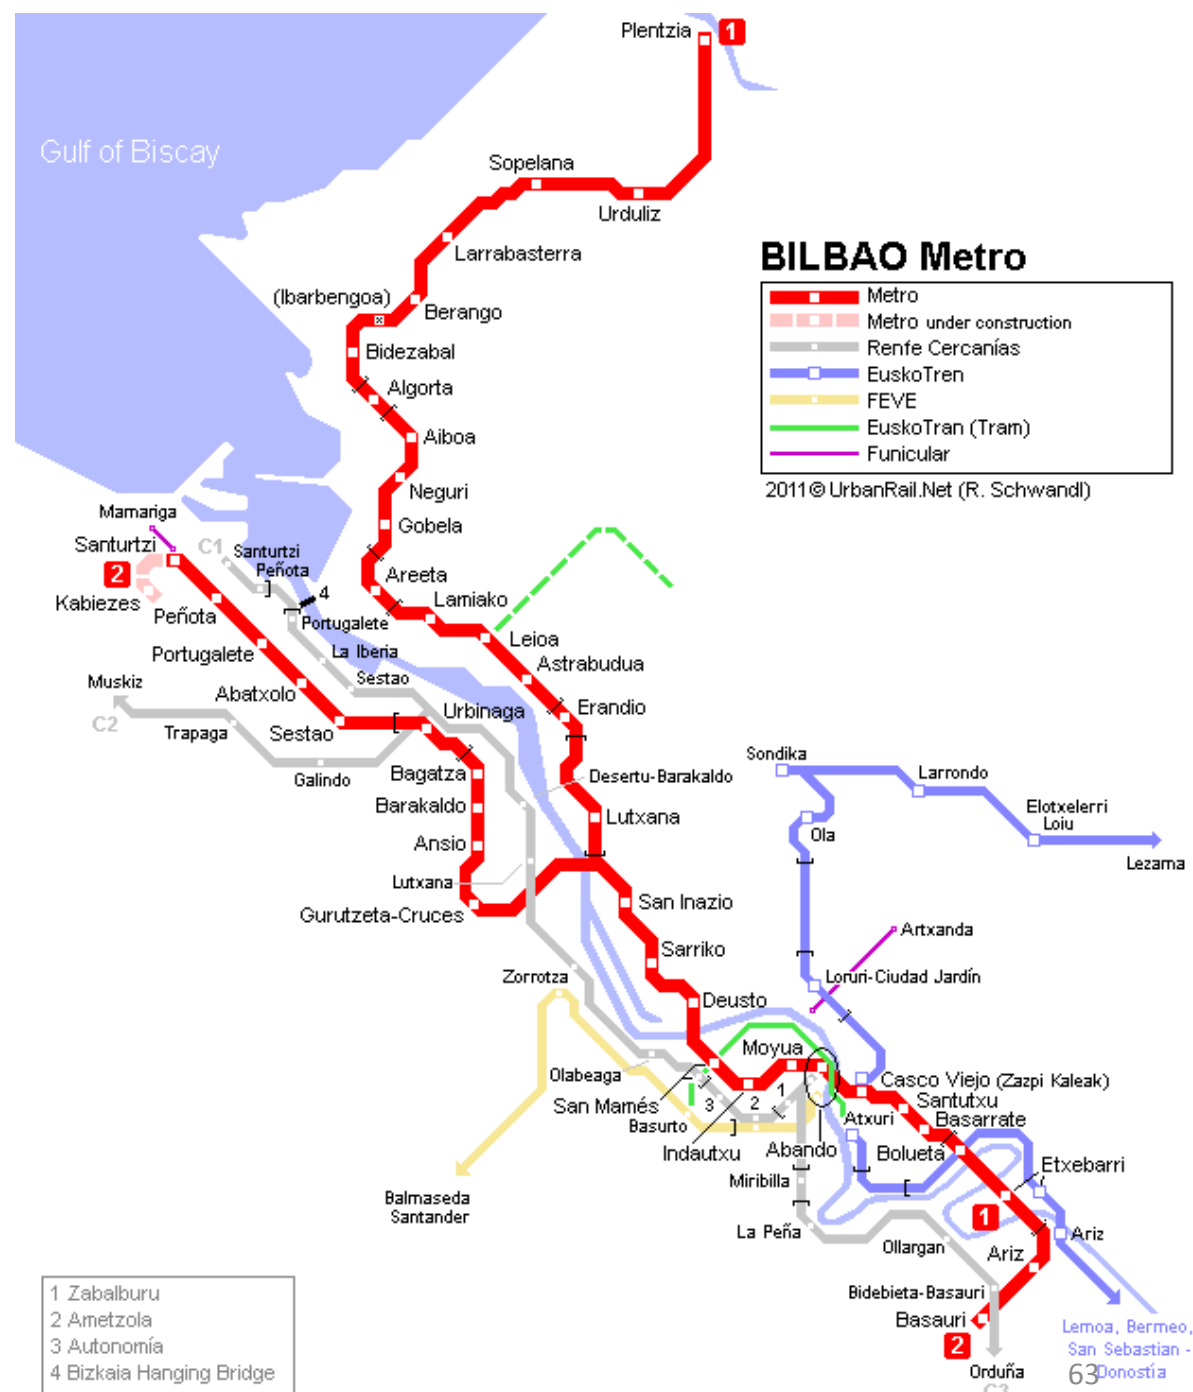 Plentzia
1
Gulf of Biscay
Sopelana
Urduliz
Larrabasterra
(Ibarbengoa)
Berango
Bidezabal
Algorta
Aiboa
Neguri
Gobela
Areeta
Lamiako
Leioa
Astrabudua
Erandio
Lutxana
BILBAO Metro
Metro
Metro under construction
Renfe Cercanías
EuskoTren
FEVE
EuskoTran (Tram)
Funicular
2011© UrbanRail.Net (R. Schwandl)
Mamariga
Santurtzi
2
Kabiezes
Peñota
Portugalete
Abatxolo
Sestao
C1
Santurtzi
Peñota
4
Portugalete
La Iberia
Sestao
Muskiz
C2
Trapaga
Galindo
Urbinaga
Bagatza
Barakaldo
Ansio
Lutxana
Gurutzeta-Cruces
Desertu-Barakaldo
Sondika
Larrondo
Ola
Elotxelerri
Loiu
Lezama
San Inazio
Sarriko
Deusto
Artxanda
Loruri-Ciudad Jardín
Zorrotza
Moyua
Olabeaga
San Mamés
3
2
1
Basurto
Indautxu
Abando
Casco Viejo (Zazpi Kaleak)
Santutxu
Basarrate
Atxuri
Bolueta
Etxebarri
Miribilla
La Peña
Ollargan
1
Ariz
Ariz
Bidebieta-Basauri
Basauri
2
Balmaseda
Santander
Lemoa, Bermeo,
San Sebastian -
Donostía
63
Orduña
C3
1 Zabalburu
2 Ametzola
3 Autonomía
4 Bizkaia Hanging Bridge